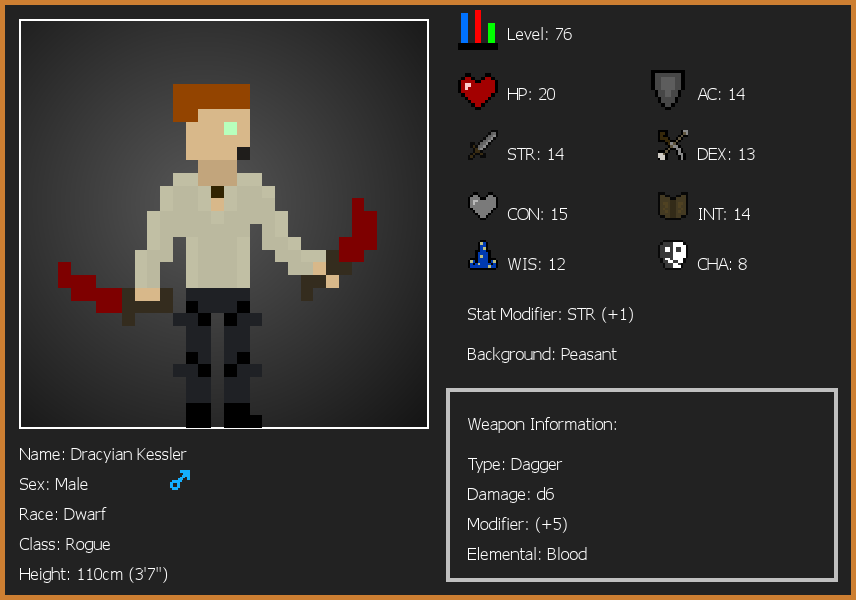 Level: 76
HP: 20
AC: 14
STR: 14
DEX: 13
CON: 15
INT: 14
WIS: 12
CHA: 8
Stat Modifier: STR (+1)
Background: Peasant
Weapon Information:
Type: Dagger
Damage: d6
Modifier: (+5)
Elemental: Blood
Name: Dracyian Kessler
Sex: Male
Race: Dwarf
Class: Rogue
Height: 110cm (3'7")